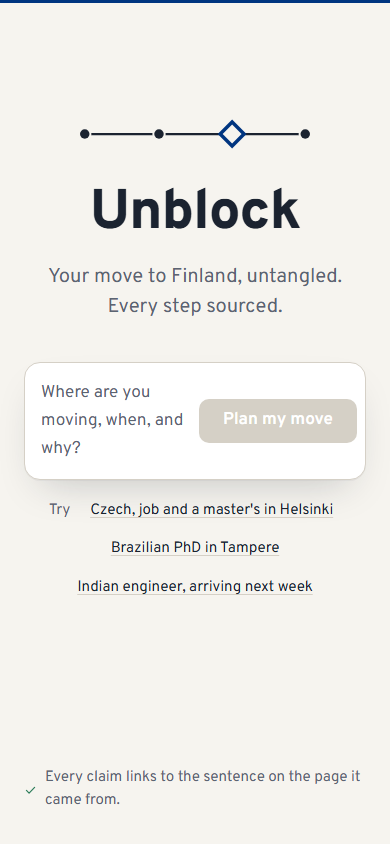 Unblock
Your move to Finland, untangled.
Every step sourced.
Where are you
moving, when, and
why?
Plan my move
Try Czech, job and a master's in Helsinki
Brazilian PhD in Tampere
Indian engineer, arriving next week
Every claim links to the sentence on the page it
came from.